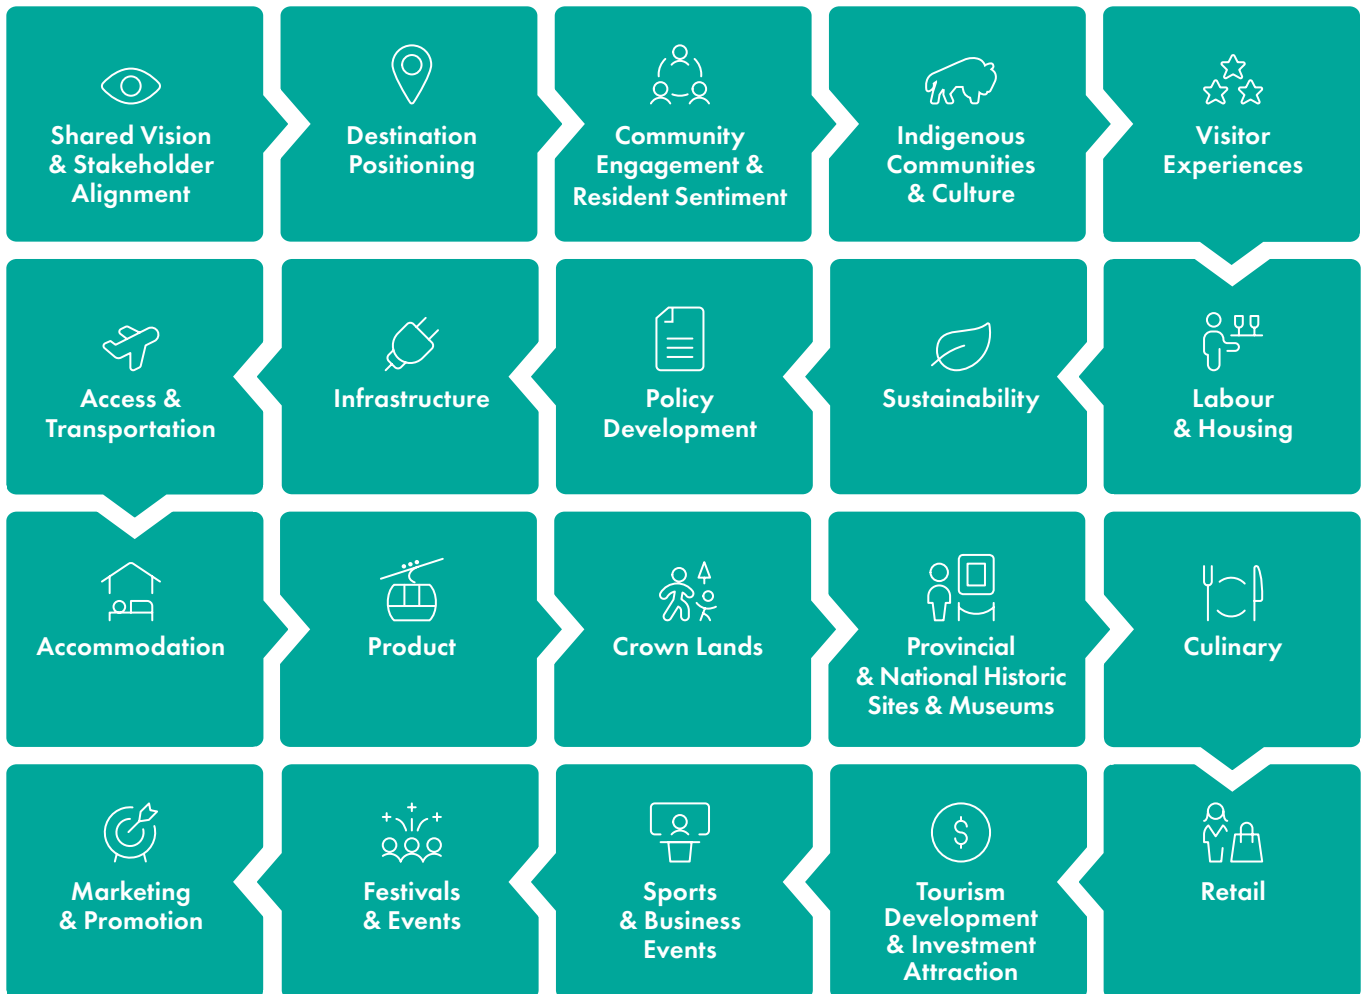 Shared Vision
& Stakeholder
Alignment
Destination
Positioning
Community
Engagement &
Resident Sentiment
Indigenous
Communities
& Culture
Visitor
Experiences
Access &
Transportation
Infrastructure
Policy
Development
Sustainability
Labour
& Housing
Accommodation
Product
Crown Lands
Provincial
& National Historic
Sites & Museums
Culinary
Marketing
& Promotion
Festivals
& Events
Sports
& Business
Events
Tourism
Development
& Investment
Attraction
Retail